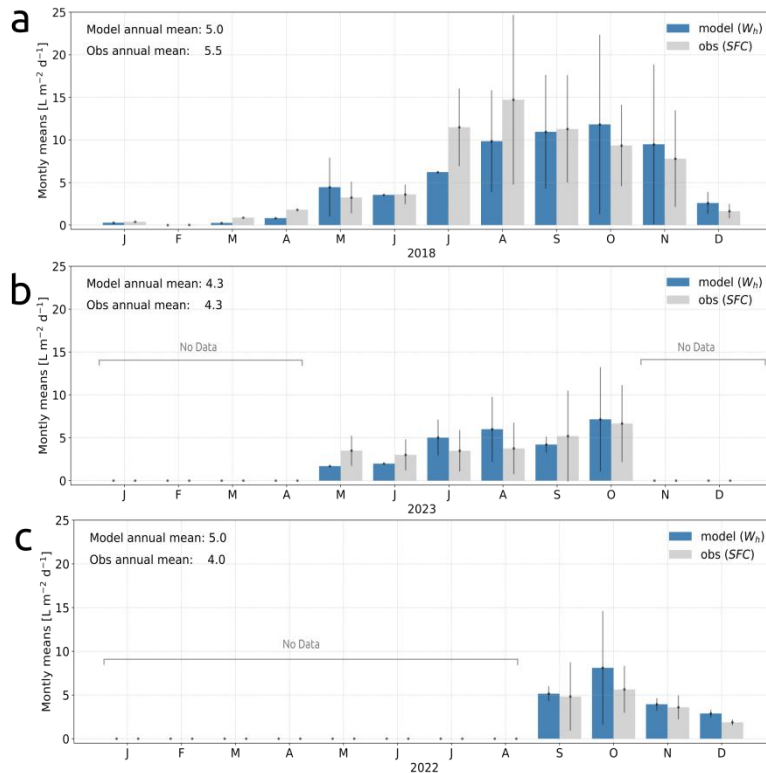 a
Model annual mean: 5.0
Obs annual mean: 5.5
model (Wₕ)
obs (SFC)
Montly means [L m⁻² d⁻¹]
25
20
15
10
5
0
J F M A M J J A S O N D
2018
b
Model annual mean: 4.3
Obs annual mean: 4.3
model (Wₕ)
obs (SFC)
No Data
No Data
Montly means [L m⁻² d⁻¹]
25
20
15
10
5
0
J F M A M J J A S O N D
2023
c
Model annual mean: 5.0
Obs annual mean: 4.0
model (Wₕ)
obs (SFC)
No Data
Montly means [L m⁻² d⁻¹]
25
20
15
10
5
0
J F M A M J J A S O N D
2022